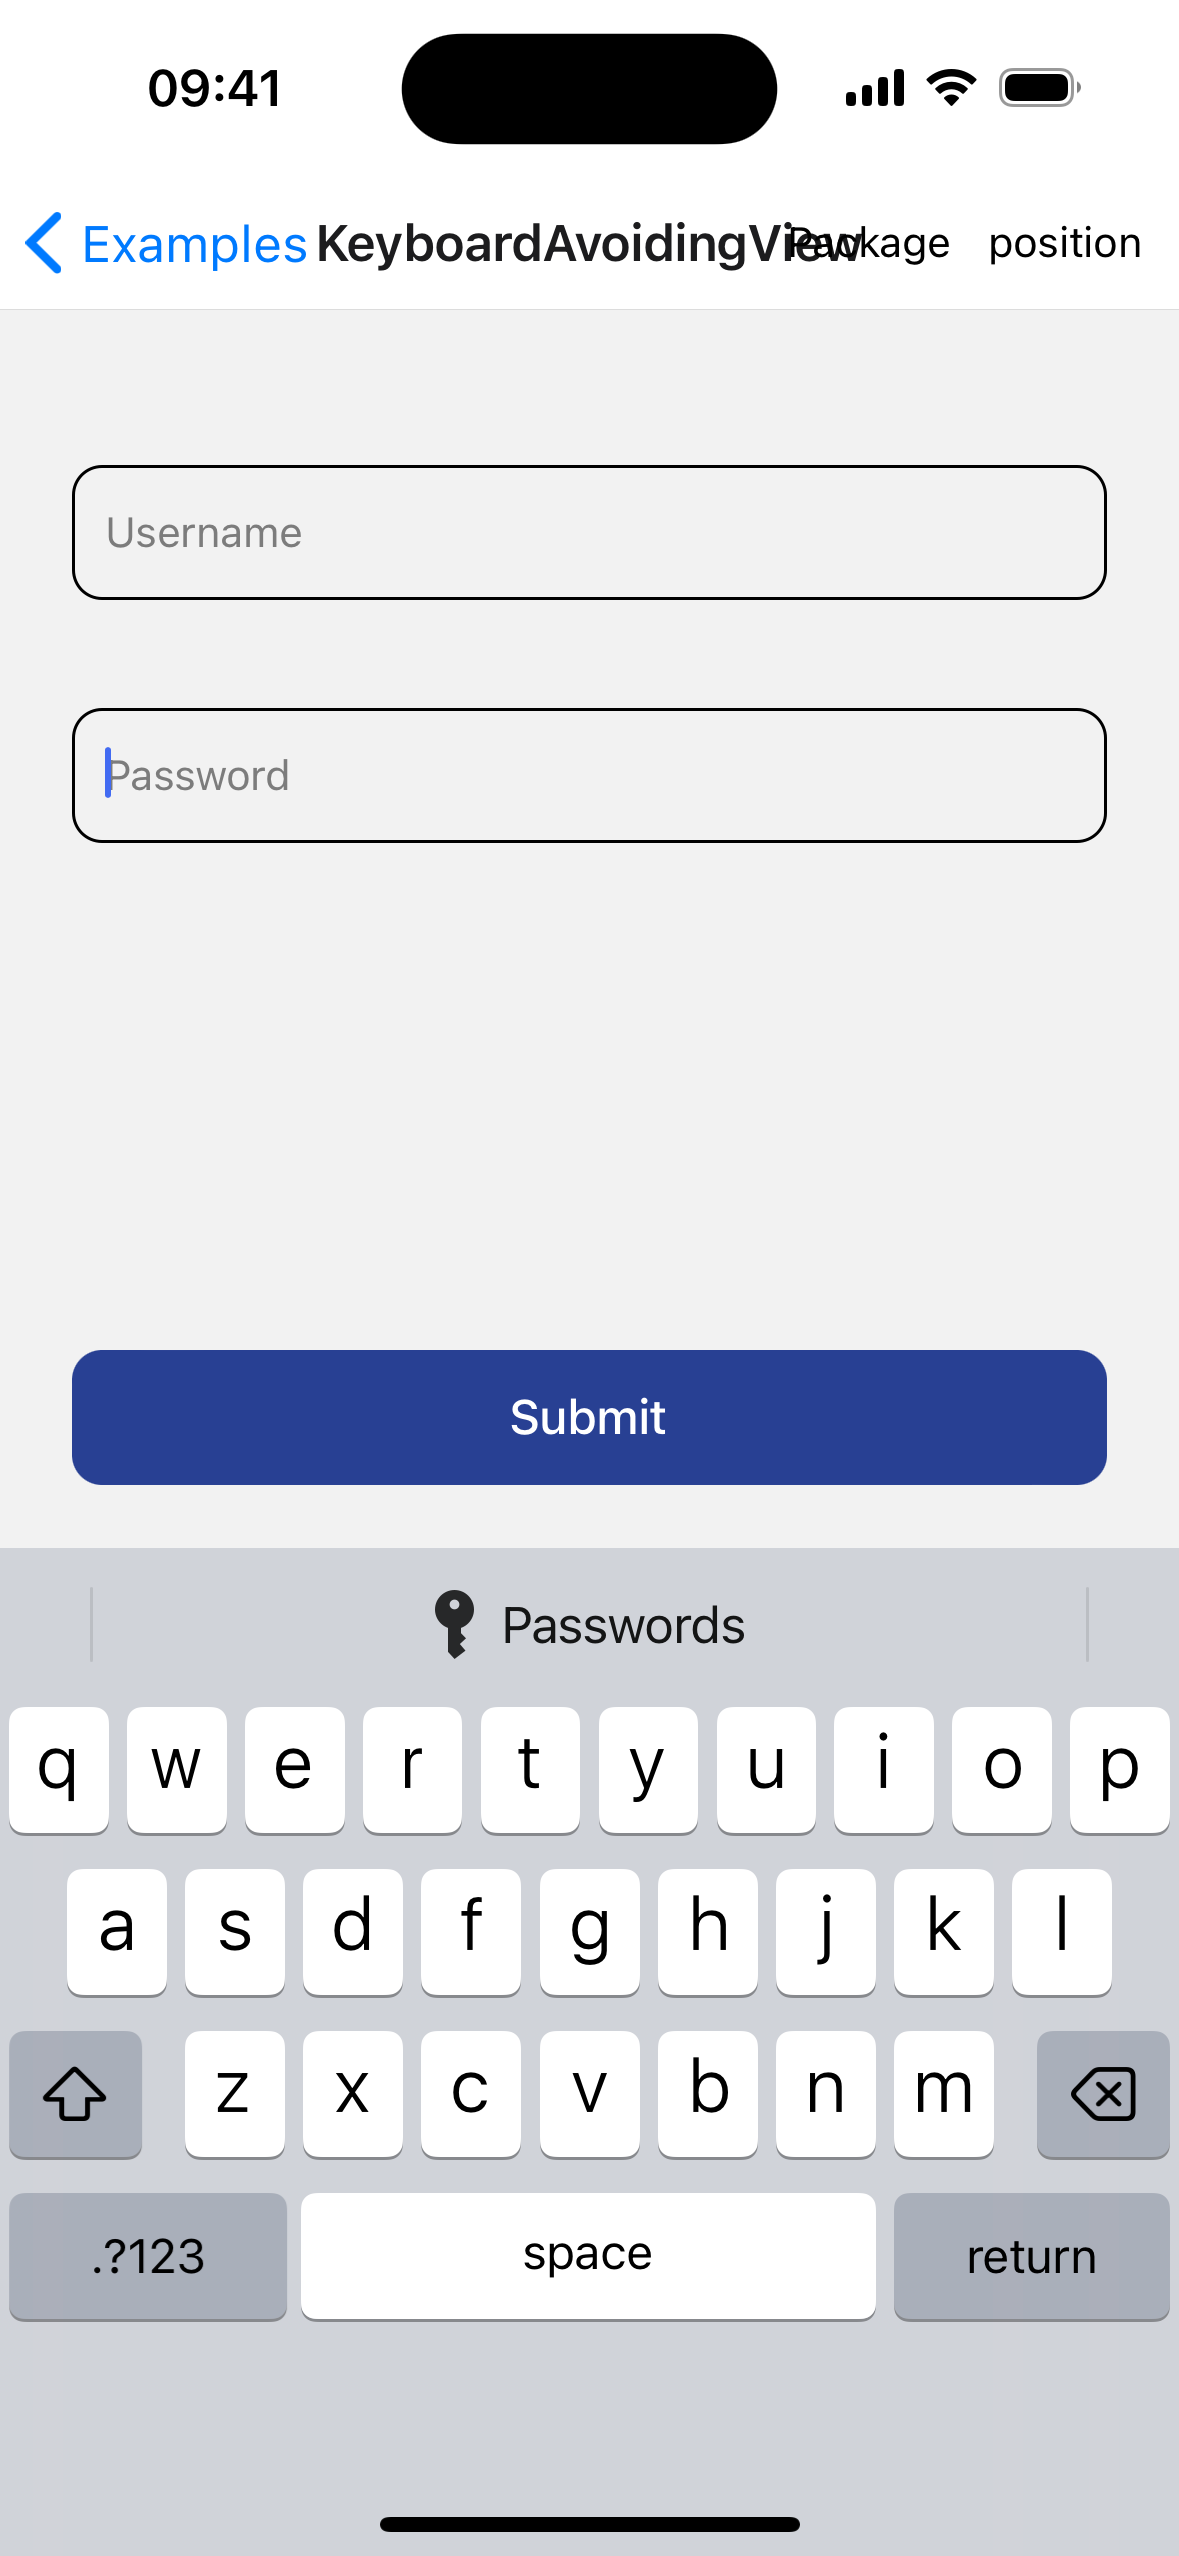 09:41
Examples KeyboardAvoidingView Package position
Username
Password
Submit
Passwords
q w e r t y u i o p
a s d f g h j k l
z x c v b n m
.?123 space return